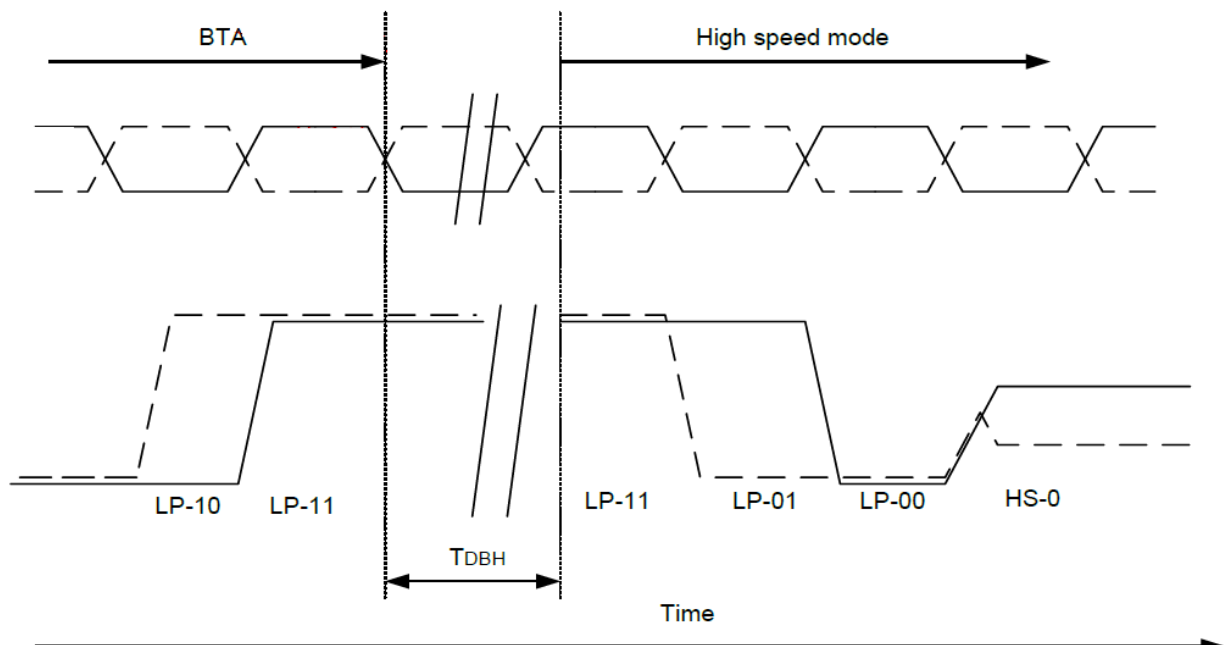 BTA
High speed mode
LP-10
LP-11
LP-11
LP-01
LP-00
HS-0
TDBH
Time